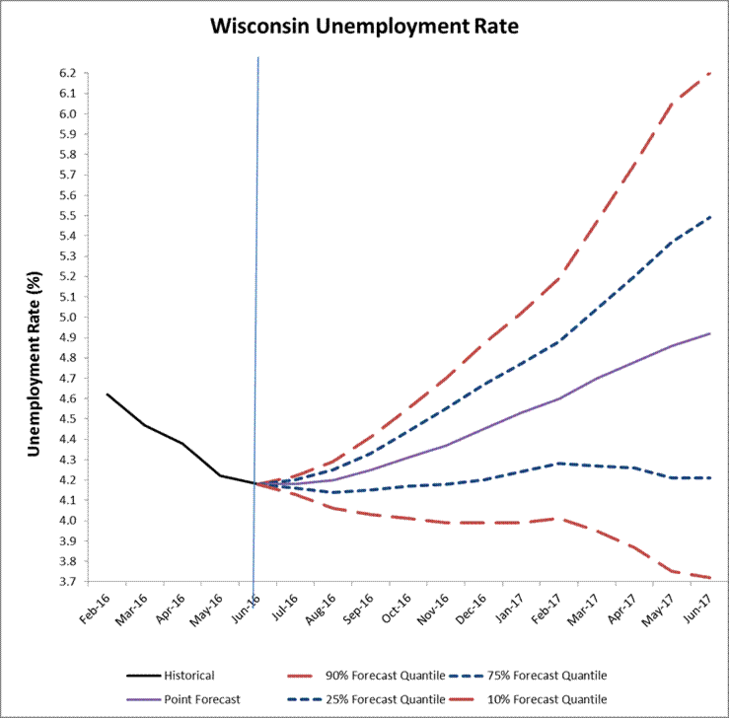 Wisconsin Unemployment Rate
Unemployment Rate (%)
6.2
6.1
6.0
5.9
5.8
5.7
5.6
5.5
5.4
5.3
5.2
5.1
5.0
4.9
4.8
4.7
4.6
4.5
4.4
4.3
4.2
4.1
4.0
3.9
3.8
3.7
Feb-16
Mar-16
Apr-16
May-16
Jun-16
Jul-16
Aug-16
Sep-16
Oct-16
Nov-16
Dec-16
Jan-17
Feb-17
Mar-17
Apr-17
May-17
Jun-17
Historical 90% Forecast Quantile 75% Forecast Quantile
Point Forecast 25% Forecast Quantile 10% Forecast Quantile